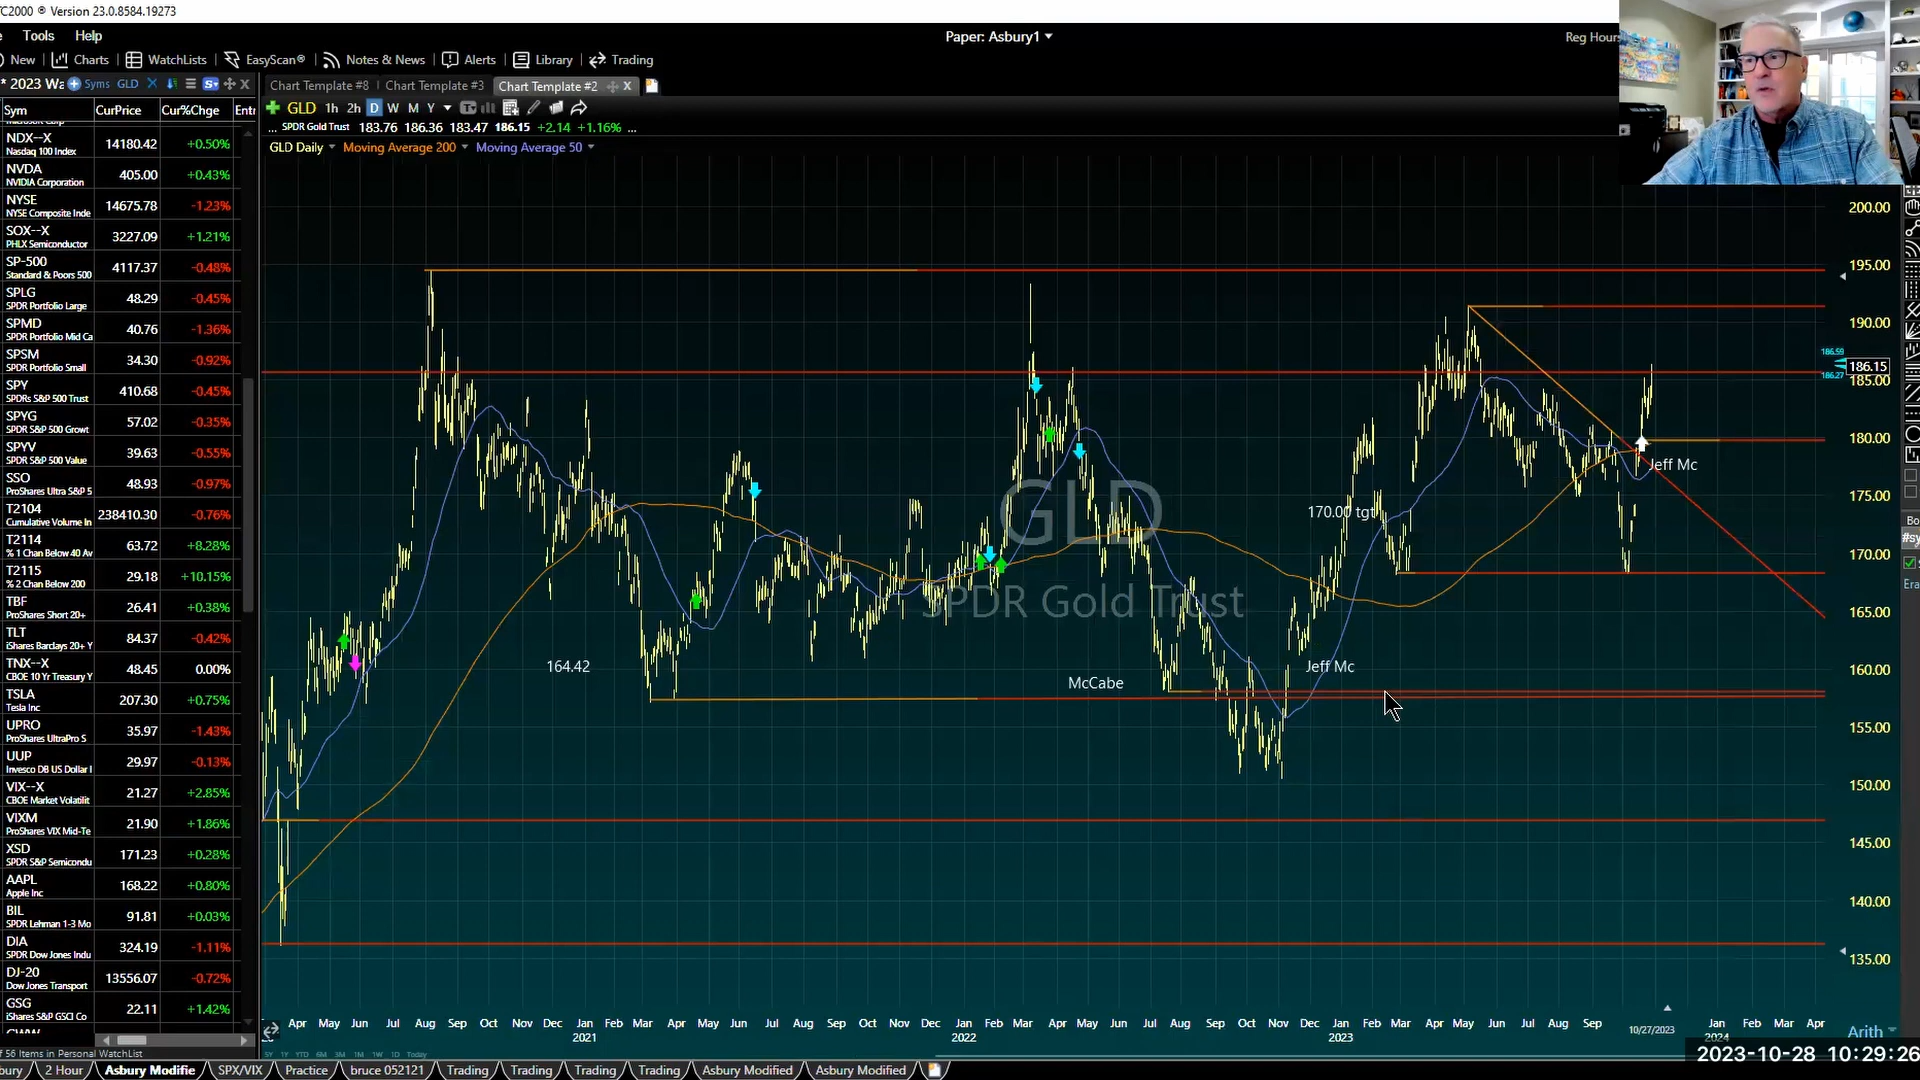 TC2000 ® Version 23.0.8584.19273
Tools Help
Paper: Asbury1
Reg Hours
New Charts WatchLists EasyScan® Notes & News Alerts Library Trading
* 2023 Syms GLD
Chart Template #8 Chart Template #3 Chart Template #2
Sym CurPrice Cur%Chge Entr
GLD 1h 2h D W M Y
... SPDR Gold Trust 183.76 186.36 183.47 186.15 +2.14 +1.16% ...
GLD Daily Moving Average 200 Moving Average 50
NDX--X 14180.42 +0.50%
Nasdaq 100 Index
NVDA 405.00 +0.43%
NVIDIA Corporation
NYSE 14675.78 -1.23%
NYSE Composite Inde
SOX--X 3227.09 +1.21%
PHLX Semiconductor
SP-500 4117.37 -0.48%
Standard & Poors 500
SPLG 48.29 -0.45%
SPDR Portfolio Large
SPMD 40.76 -1.36%
SPDR Portfolio Mid Ca
SPSM 34.30 -0.92%
SPDR Portfolio Small
SPY 410.68 -0.45%
SPDRs S&P 500 Trust
SPYG 57.02 -0.35%
SPDR S&P 500 Growt
SPYV 39.63 -0.55%
SPDR S&P 500 Value
SSO 48.93 -0.97%
ProShares Ultra S&P 5
T2104 238410.30 -0.76%
Cumulative Volume In
T2114 63.72 +8.28%
% 1 Chan Below 40 Av
T2115 29.18 +10.15%
% 2 Chan Below 200
TBF 26.41 +0.38%
ProShares Short 20+
TLT 84.37 -0.42%
iShares Barclays 20+ Y
TNX--X 48.45 0.00%
CBOE 10 Yr Treasury Y
TSLA 207.30 +0.75%
Tesla Inc
UPRO 35.97 -1.43%
ProShares UltraPro S
UUP 29.97 -0.13%
Invesco DB US Dollar I
VIX--X 21.27 +2.85%
CBOE Market Volatilit
VIXM 21.90 +1.86%
ProShares VIX Mid-Te
XSD 171.23 +0.28%
SPDR S&P Semicondu
AAPL 168.22 +0.80%
Apple Inc
BIL 91.81 +0.03%
SPDR Lehman 1-3 Mo
DIA 324.19 -1.11%
SPDR Dow Jones Indu
DJ-20 13556.07 -0.72%
Dow Jones Transport
GSG 22.11 +1.42%
iShares S&P GSCI Co
200.00
195.00
190.00
186.59
186.15
186.27
185.00
180.00
Jeff Mc
175.00
170.00 tgt
GLD
170.00
SPDR Gold Trust
165.00
164.42
Jeff Mc
160.00
McCabe
155.00
150.00
145.00
140.00
135.00
Apr May Jun Jul Aug Sep Oct Nov Dec Jan Feb Mar Apr May Jun Jul Aug Sep Oct Nov Dec Jan Feb Mar Apr May Jun Jul Aug Sep Oct Nov Dec Jan Feb Mar Apr May Jun Jul Aug Sep 10/27/2023 Jan Feb Mar Apr
2021 2022 2023 2024
Arith
5Y 1Y YTD 6M 3M 1M 1W 1D Today
of 56 Items in Personal WatchList
2023-10-28 10:29:26
bury 2 Hour Asbury Modifie SPX/VIX Practice bruce 052121 Trading Trading Trading Trading Asbury Modified Asbury Modified